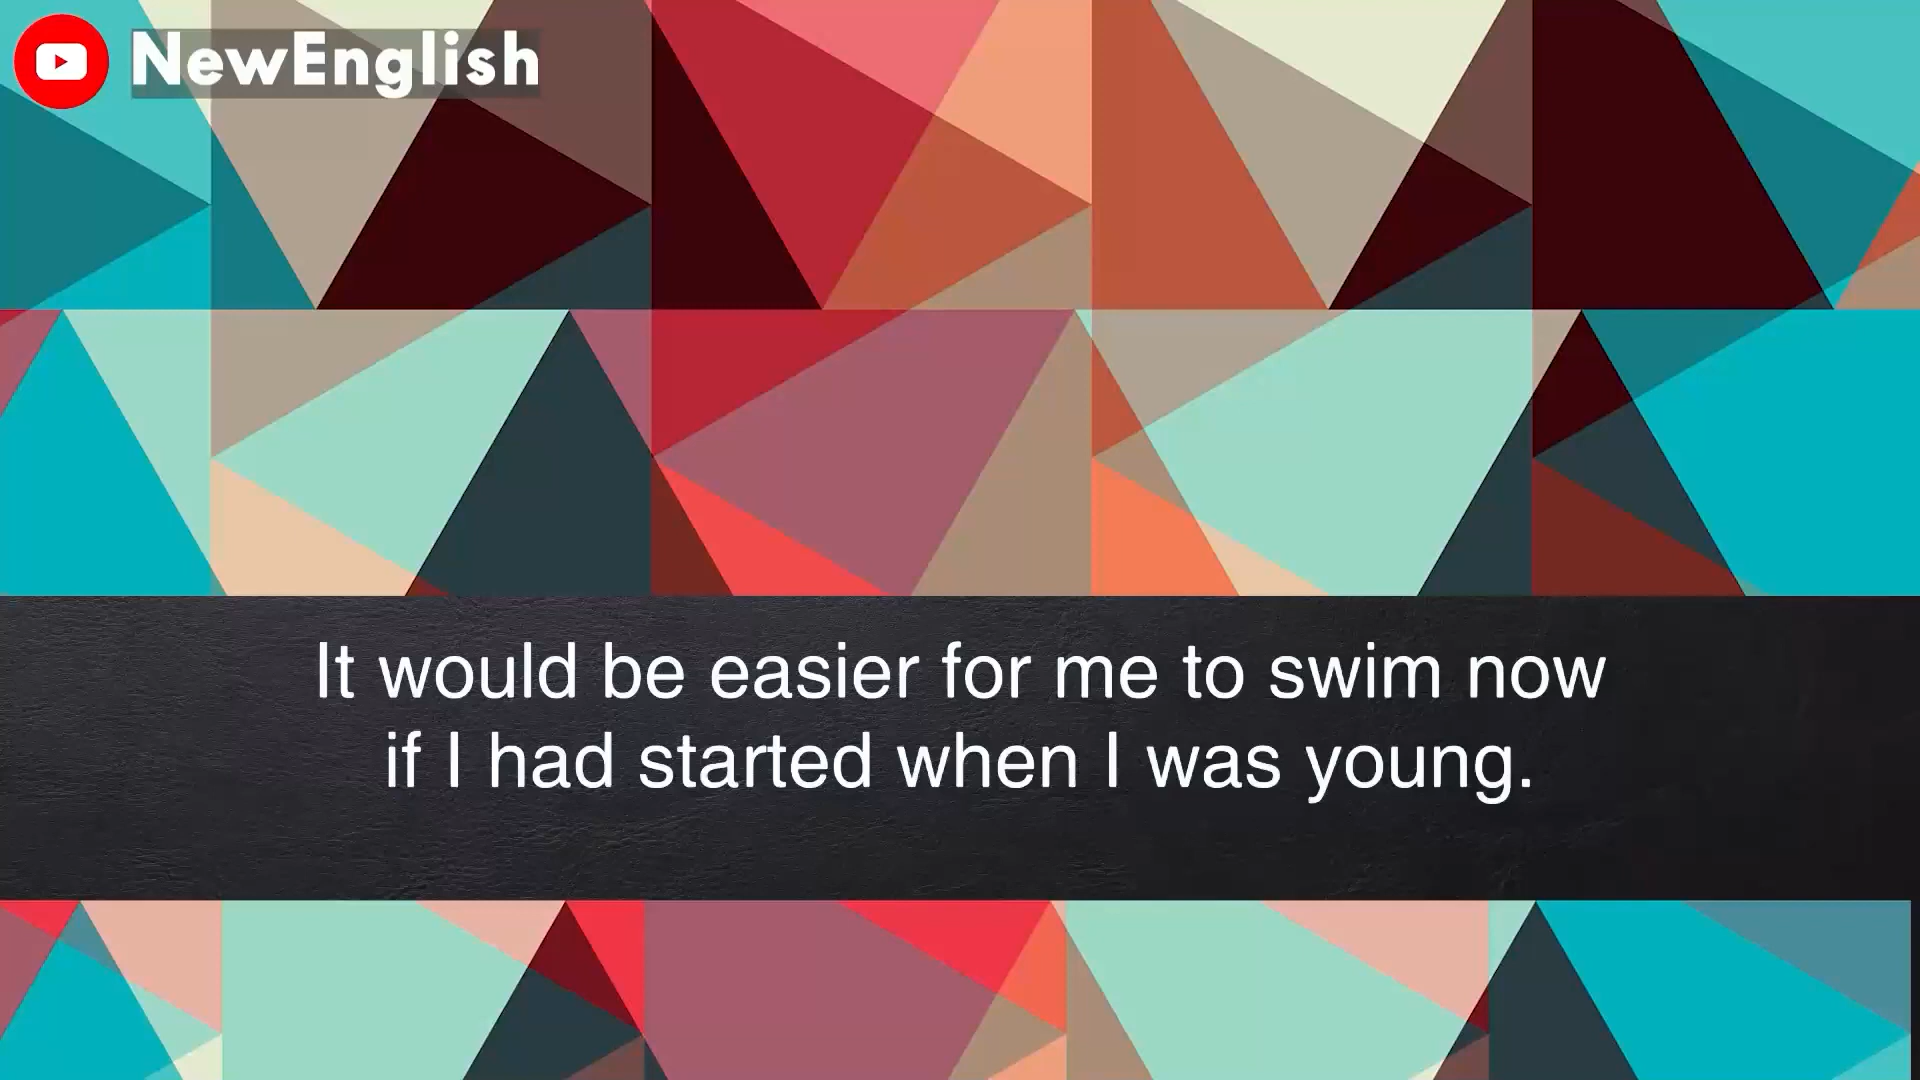 NewEnglish
It would be easier for me to swim now
if I had started when I was young.